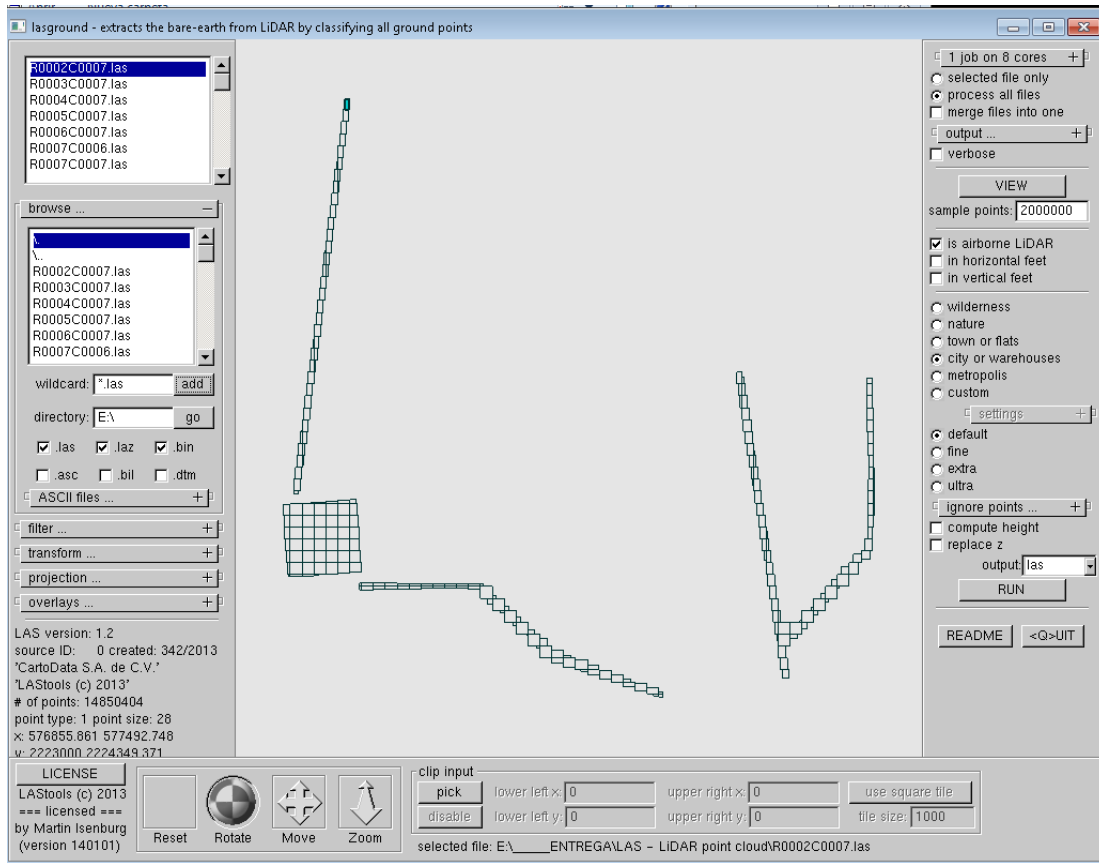 lasground - extracts the bare-earth from LiDAR by classifying all ground points
R0002C0007.las
R0003C0007.las
R0004C0007.las
R0005C0007.las
R0006C0007.las
R0007C0006.las
R0007C0007.las
browse ...
\.
\..
R0002C0007.las
R0003C0007.las
R0004C0007.las
R0005C0007.las
R0006C0007.las
R0007C0006.las
wildcard: *.las add
directory: E:\ go
.las .laz .bin
.asc .bil .dtm
ASCII files ... +
filter ... +
transform ... +
projection ... +
overlays ... +
LAS version: 1.2
source ID: 0 created: 342/2013
'CartoData S.A. de C.V.'
'LAStools (c) 2013'
# of points: 14850404
point type: 1 point size: 28
x: 576855.861 577492.748
y: 2223000 2224349.371
1 job on 8 cores +
selected file only
process all files
merge files into one
output ... +
verbose
VIEW
sample points: 2000000
is airborne LiDAR
in horizontal feet
in vertical feet
wilderness
nature
town or flats
city or warehouses
metropolis
custom
settings +
default
fine
extra
ultra
ignore points ... +
compute height
replace z
output: las
RUN
README <Q>UIT
LICENSE
LAStools (c) 2013
=== licensed ===
by Martin Isenburg
(version 140101)
Reset Rotate Move Zoom
clip input
pick lower left x: 0 upper right x: 0 use square tile
disable lower left y: 0 upper right y: 0 tile size: 1000
selected file: E:\_____ENTREGA\LAS - LiDAR point cloud\R0002C0007.las